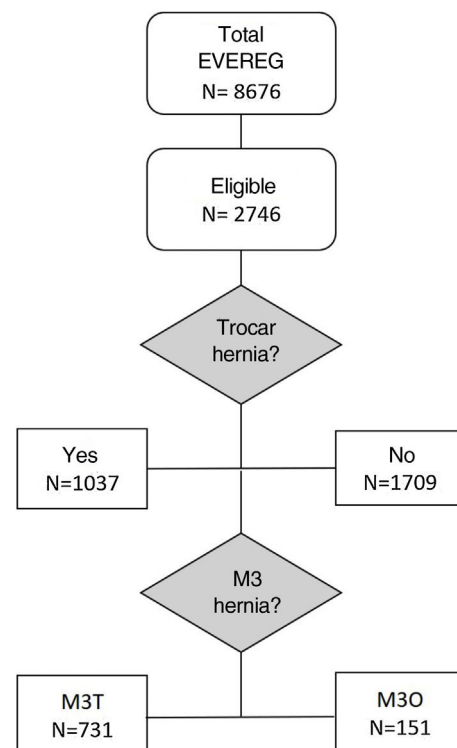 Total
EVEREG
N= 8676
Eligible
N= 2746
Trocar
hernia?
Yes
N=1037
No
N=1709
M3
hernia?
M3T
N=731
M3O
N=151